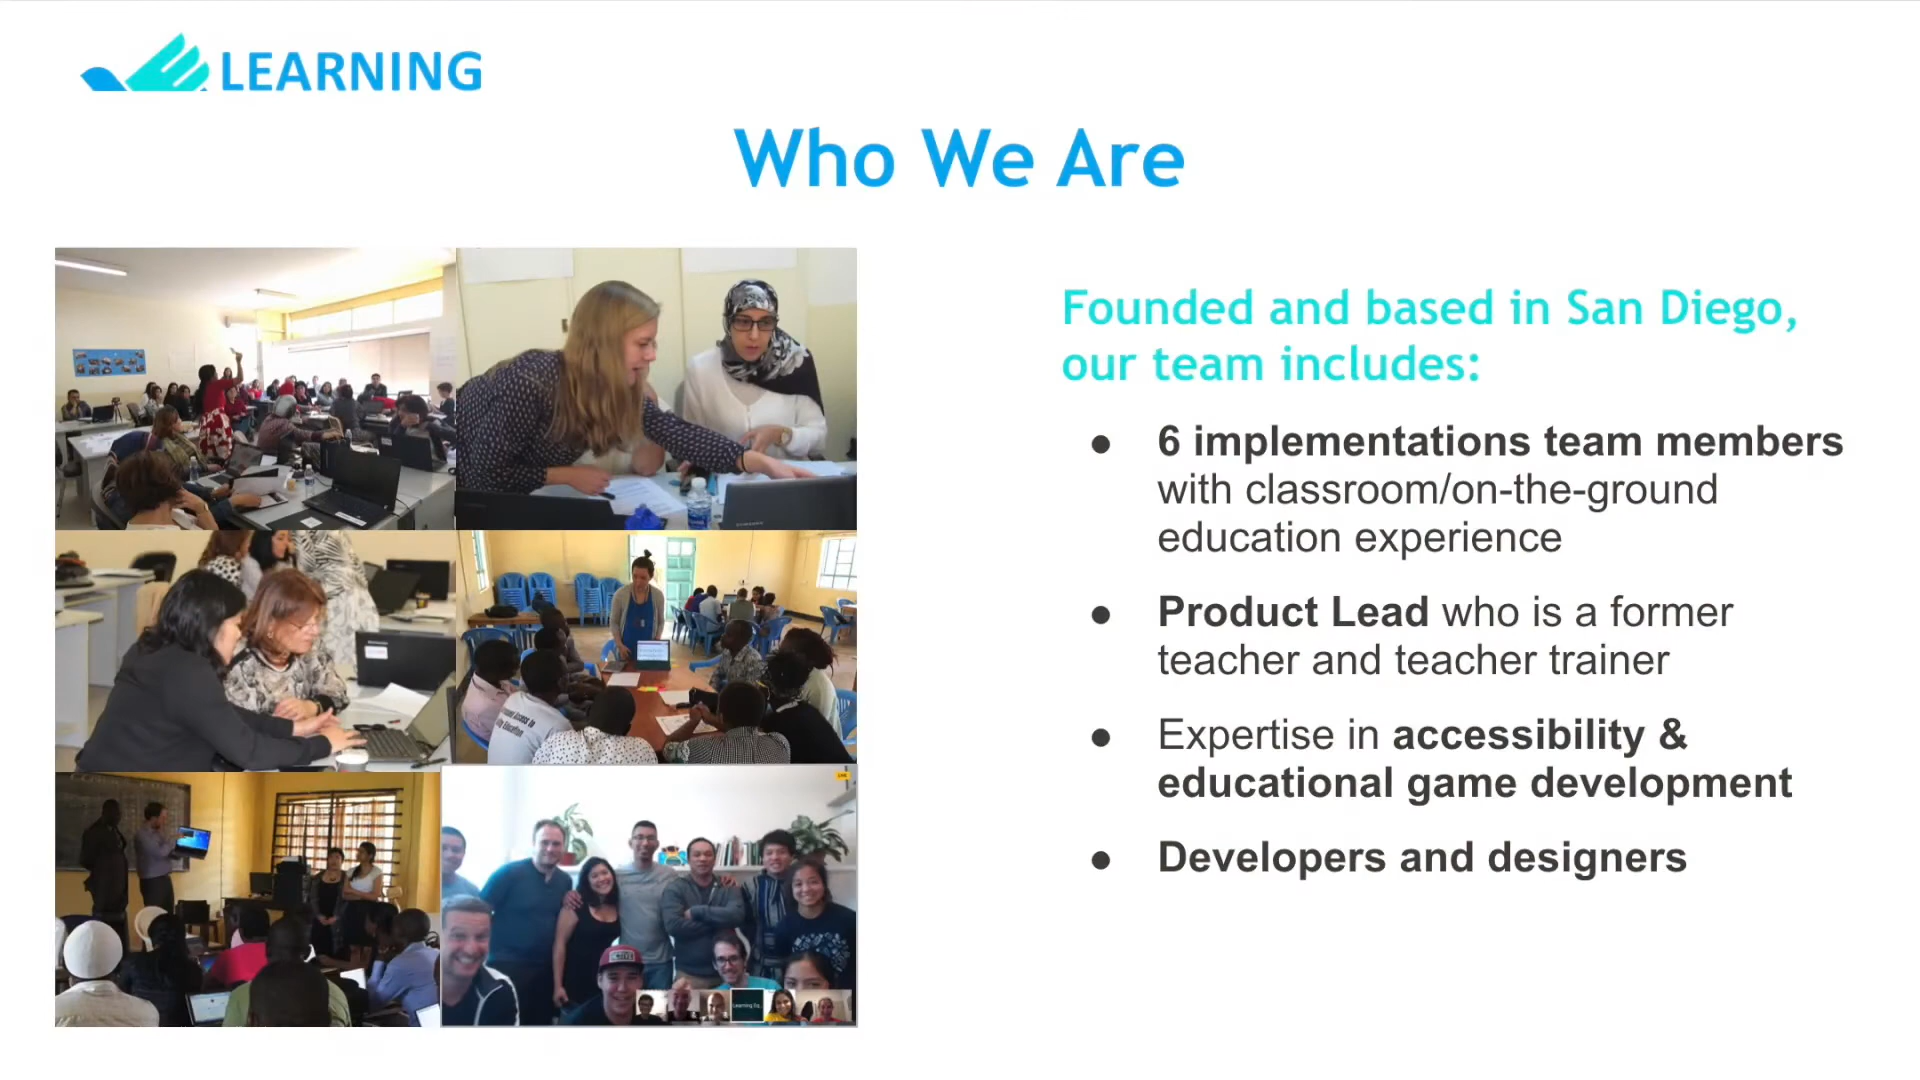 LEARNING
Who We Are
Founded and based in San Diego,
our team includes:
● 6 implementations team members
with classroom/on-the-ground
education experience
● Product Lead who is a former
teacher and teacher trainer
● Expertise in accessibility &
educational game development
● Developers and designers